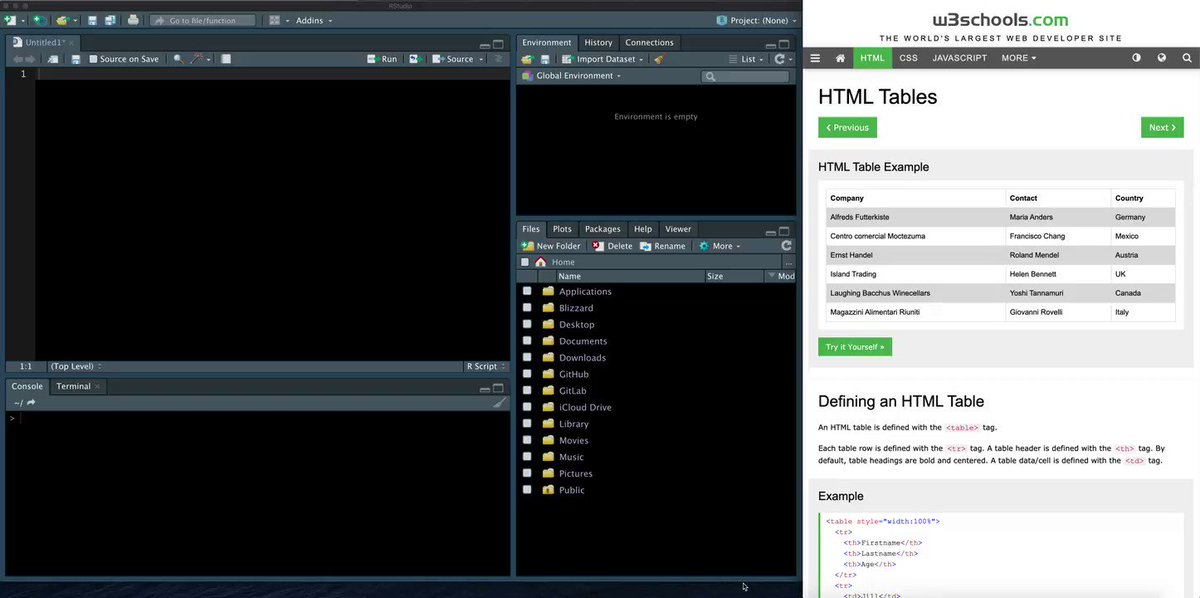 RStudio
Go to file/function
Addins
Project: (None)
Untitled1*
Source on Save
Run
Source
1
1:1
(Top Level)
R Script
Console
Terminal
~/
>
Environment
History
Connections
Import Dataset
List
Global Environment
Environment is empty
Files
Plots
Packages
Help
Viewer
New Folder
Delete
Rename
More
Home
...
Name
Size
Mod
Applications
Blizzard
Desktop
Documents
Downloads
GitHub
GitLab
iCloud Drive
Library
Movies
Music
Pictures
Public
w3schools.com
THE WORLD'S LARGEST WEB DEVELOPER SITE
HTML
CSS
JAVASCRIPT
MORE
HTML Tables
❮ Previous
Next ❯
HTML Table Example
Company Contact Country
Alfreds Futterkiste Maria Anders Germany
Centro comercial Moctezuma Francisco Chang Mexico
Ernst Handel Roland Mendel Austria
Island Trading Helen Bennett UK
Laughing Bacchus Winecellars Yoshi Tannamuri Canada
Magazzini Alimentari Riuniti Giovanni Rovelli Italy
Try it Yourself »
Defining an HTML Table
An HTML table is defined with the <table> tag.
Each table row is defined with the <tr> tag. A table header is defined with the <th> tag. By
default, table headings are bold and centered. A table data/cell is defined with the <td> tag.
Example
<table style="width:100%">
<tr>
<th>Firstname</th>
<th>Lastname</th>
<th>Age</th>
</tr>
<tr>
<td>Jill</td>